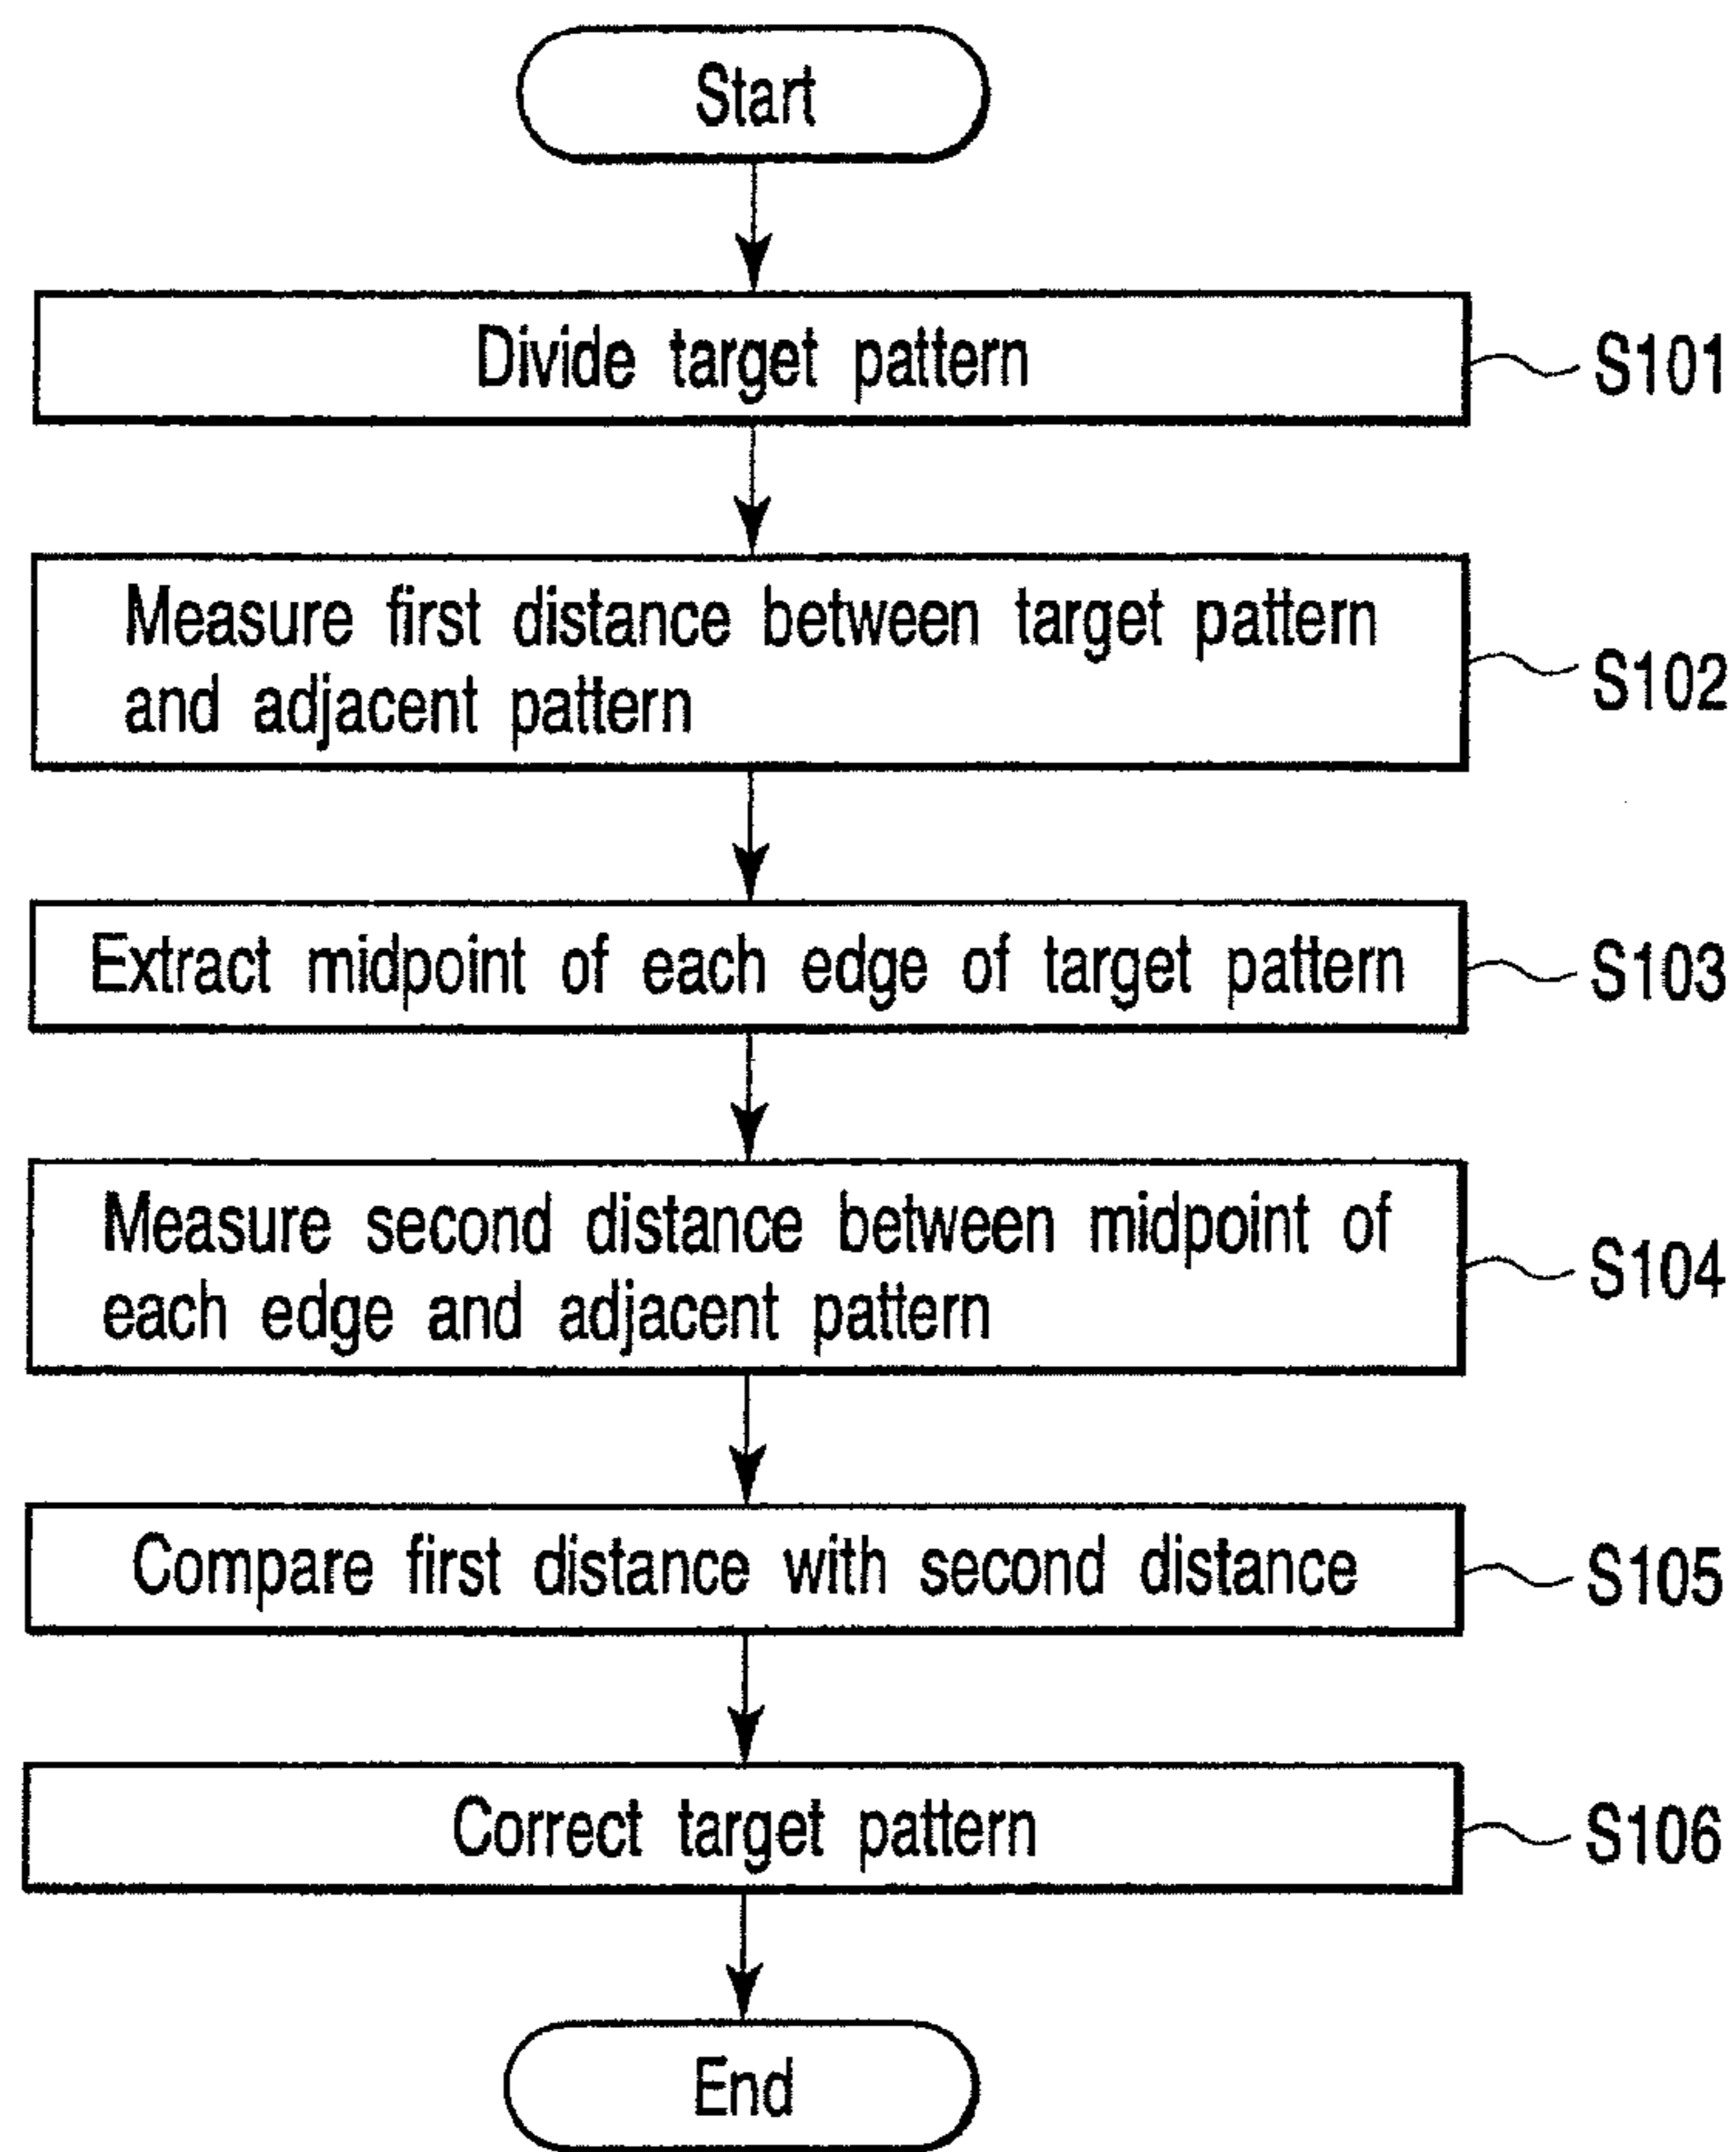 Start
Divide target pattern
S101
Measure first distance between target pattern
and adjacent pattern
S102
Extract midpoint of each edge of target pattern
S103
Measure second distance between midpoint of
each edge and adjacent pattern
S104
Compare first distance with second distance
S105
Correct target pattern
S106
End